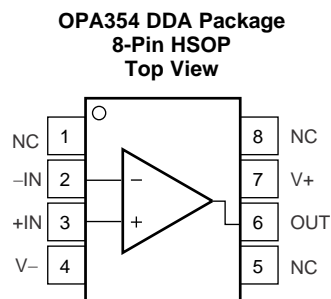 OPA354 DDA Package
8-Pin HSOP
Top View
NC 1 8 NC
–IN 2 − 7 V+
+IN 3 + 6 OUT
V– 4 5 NC